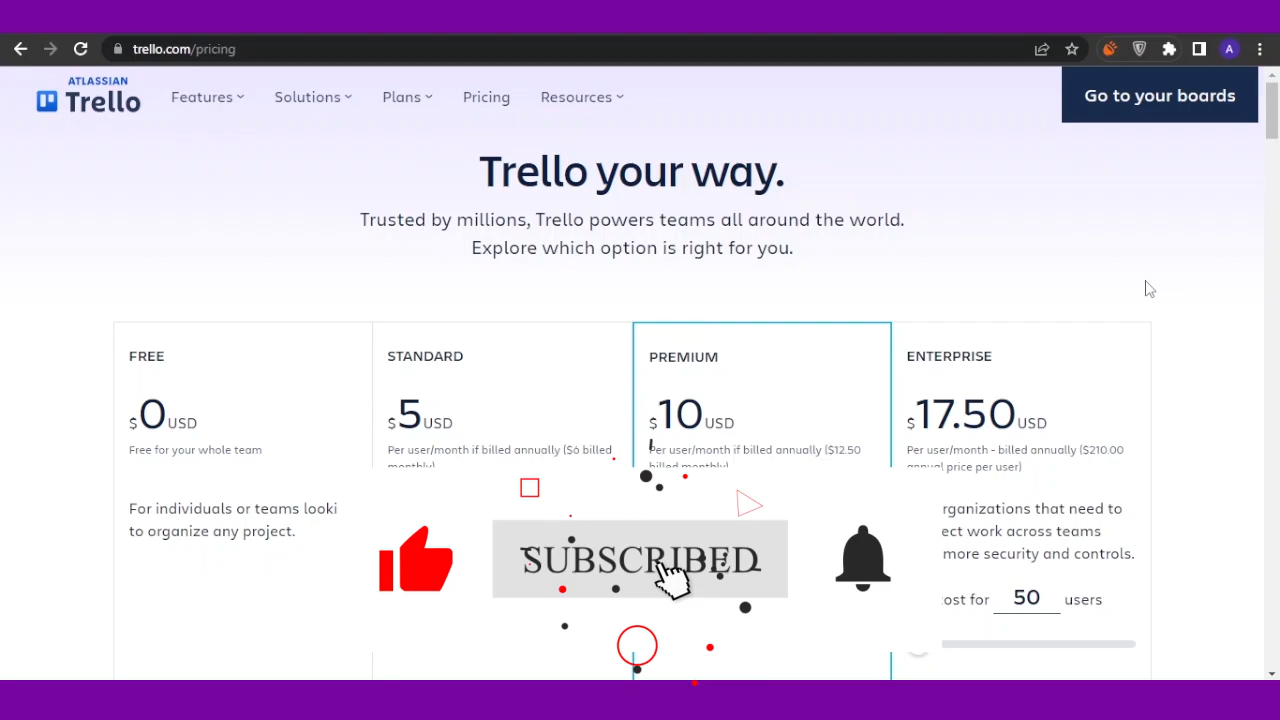 trello.com/pricing
A
ATLASSIAN
Trello
Features
Solutions
Plans
Pricing
Resources
Go to your boards
Trello your way.
Trusted by millions, Trello powers teams all around the world.
Explore which option is right for you.
FREE
$0 USD
Free for your whole team
For individuals or teams looki
to organize any project.
STANDARD
$5 USD
Per user/month if billed annually ($6 billed
monthly)
PREMIUM
$10 USD
Per user/month if billed annually ($12.50
billed monthly)
ENTERPRISE
$17.50 USD
Per user/month - billed annually ($210.00
annual price per user)
rganizations that need to
ect work across teams
more security and controls.
ost for 50 users
SUBSCRIBED